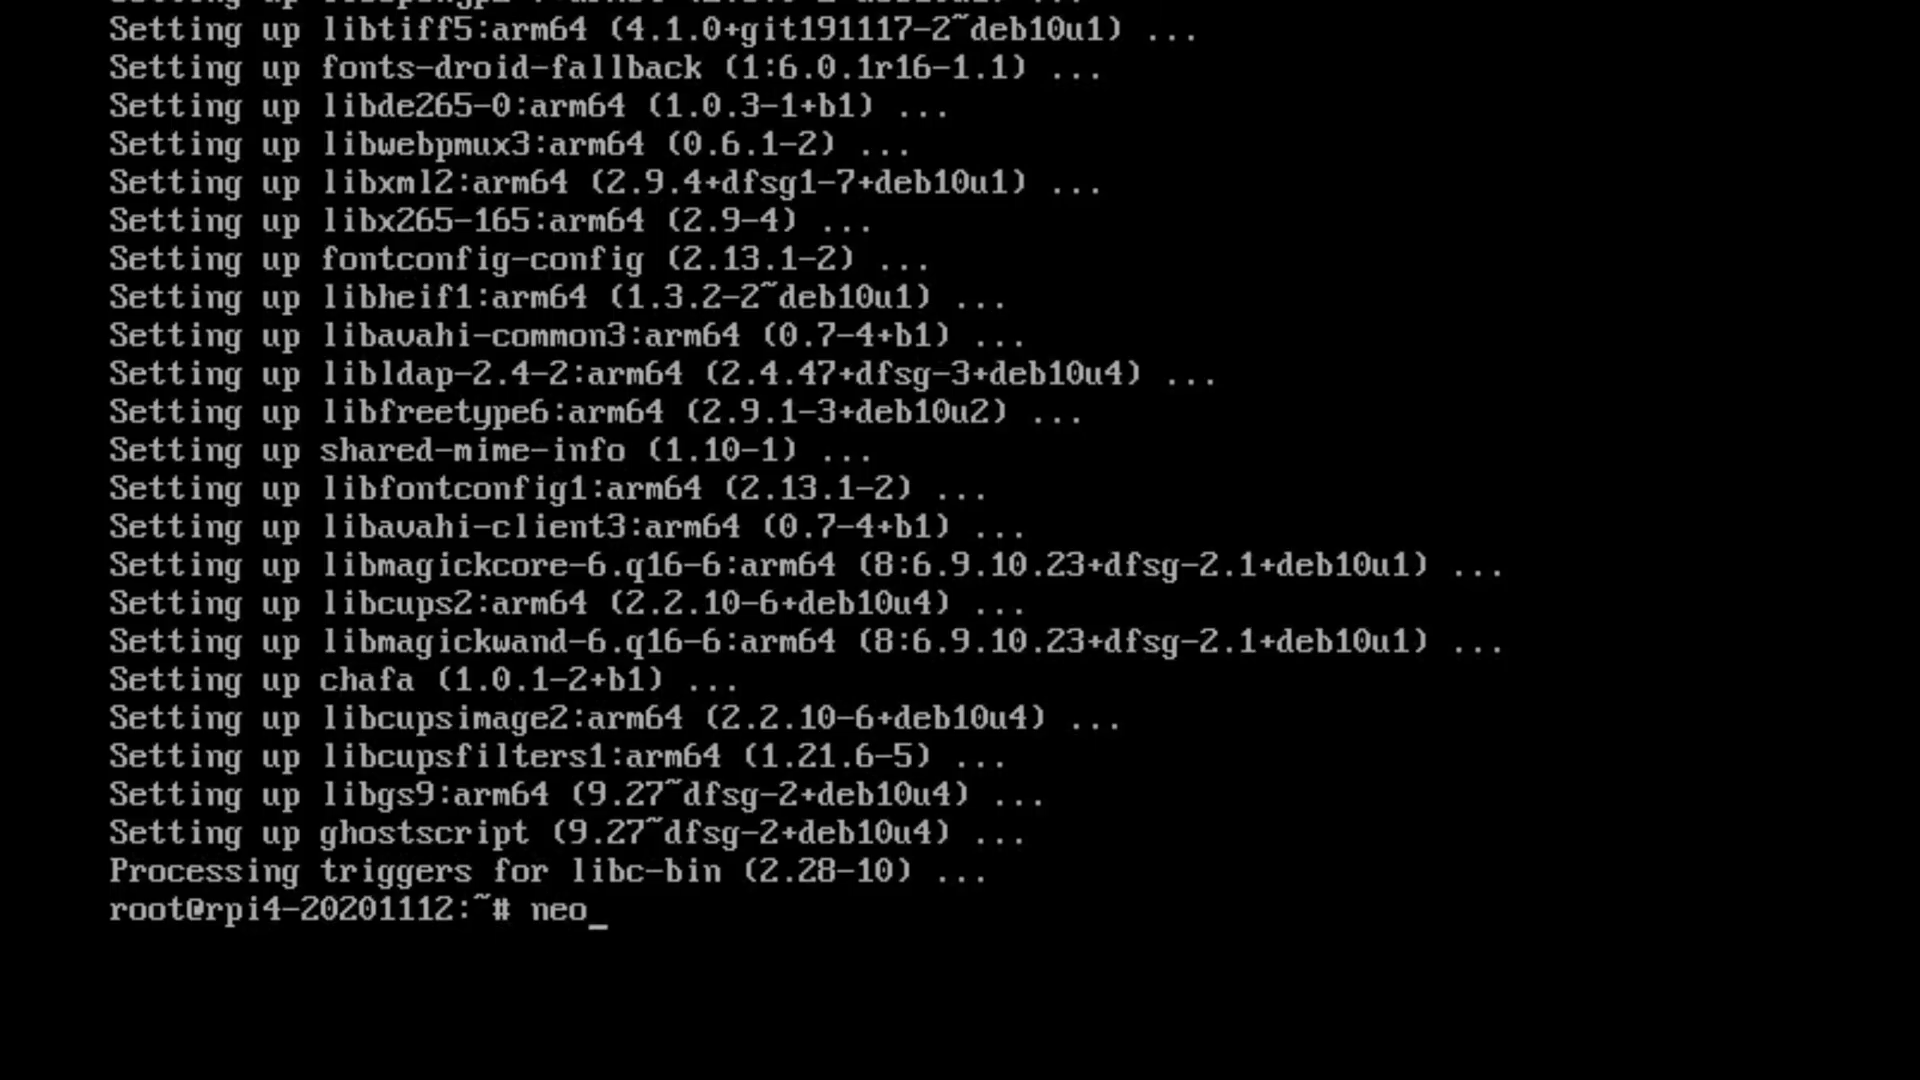 Setting up libtiff5:arm64 (4.1.0+git191117-2~deb10u1) ...
Setting up fonts-droid-fallback (1:6.0.1r16-1.1) ...
Setting up libde265-0:arm64 (1.0.3-1+b1) ...
Setting up libwebpmux3:arm64 (0.6.1-2) ...
Setting up libxml2:arm64 (2.9.4+dfsg1-7+deb10u1) ...
Setting up libx265-165:arm64 (2.9-4) ...
Setting up fontconfig-config (2.13.1-2) ...
Setting up libheif1:arm64 (1.3.2-2~deb10u1) ...
Setting up libavahi-common3:arm64 (0.7-4+b1) ...
Setting up libldap-2.4-2:arm64 (2.4.47+dfsg-3+deb10u4) ...
Setting up libfreetype6:arm64 (2.9.1-3+deb10u2) ...
Setting up shared-mime-info (1.10-1) ...
Setting up libfontconfig1:arm64 (2.13.1-2) ...
Setting up libavahi-client3:arm64 (0.7-4+b1) ...
Setting up libmagickcore-6.q16-6:arm64 (8:6.9.10.23+dfsg-2.1+deb10u1) ...
Setting up libcups2:arm64 (2.2.10-6+deb10u4) ...
Setting up libmagickwand-6.q16-6:arm64 (8:6.9.10.23+dfsg-2.1+deb10u1) ...
Setting up chafa (1.0.1-2+b1) ...
Setting up libcupsimage2:arm64 (2.2.10-6+deb10u4) ...
Setting up libcupsfilters1:arm64 (1.21.6-5) ...
Setting up libgs9:arm64 (9.27~dfsg-2+deb10u4) ...
Setting up ghostscript (9.27~dfsg-2+deb10u4) ...
Processing triggers for libc-bin (2.28-10) ...
root@rpi4-20201112:~# neo_